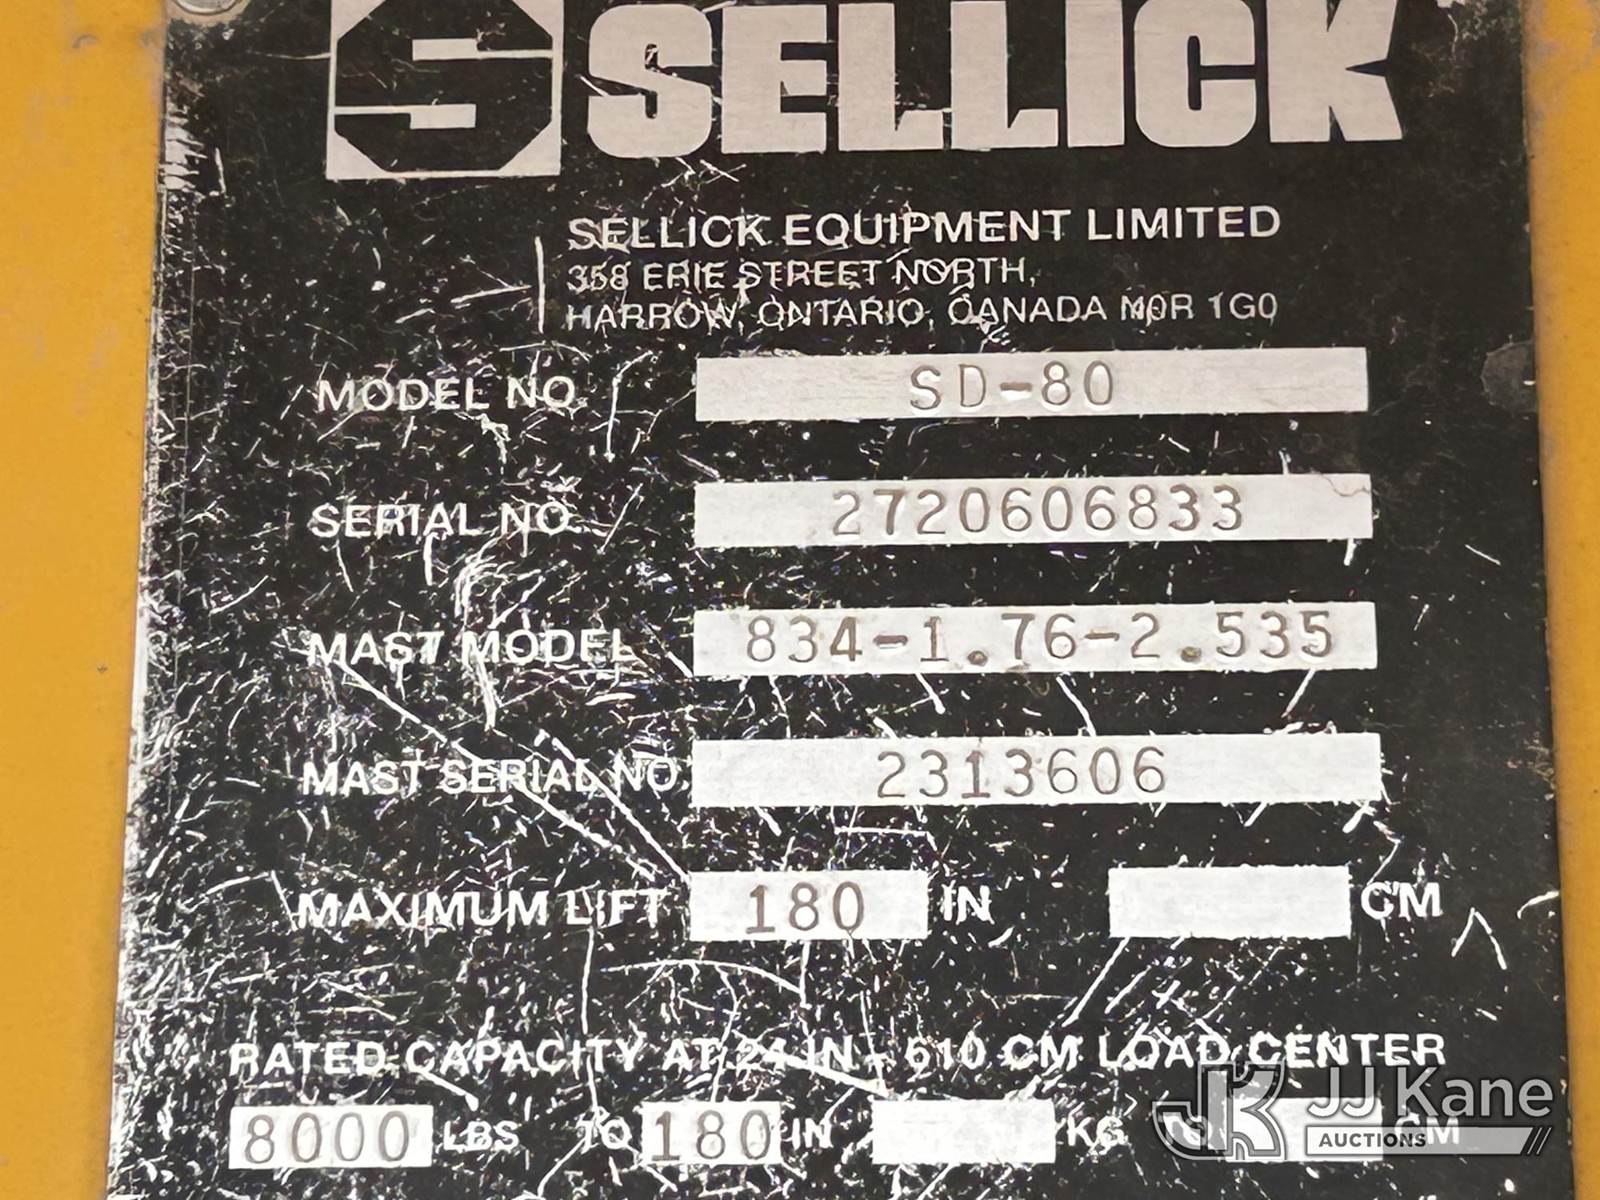 S SELLICK
SELLICK EQUIPMENT LIMITED
358 ERIE STREET NORTH,
HARROW, ONTARIO, CANADA N0R 1G0
MODEL NO. SD-80
SERIAL NO. 2720606833
MAST MODEL 834-1.76-2.535
MAST SERIAL NO. 2313606
MAXIMUM LIFT 180 IN CM
RATED CAPACITY AT 24 IN - 610 CM LOAD CENTER
8000 LBS TO 180 IN KG TO CM
JK JJ Kane
AUCTIONS